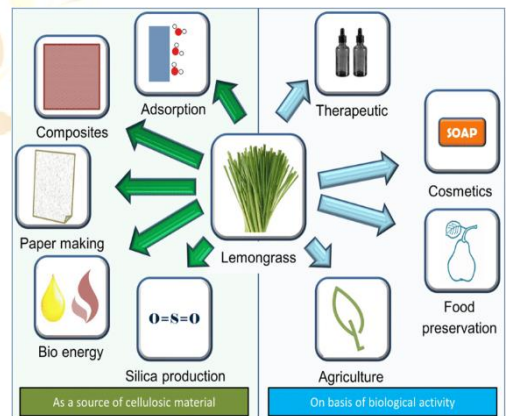 Adsorption
Therapeutic
Composites
SOAP
Cosmetics
Paper making
Lemongrass
Food
preservation
Bio energy
O=S=O
Silica production
Agriculture
As a source of cellulosic material
On basis of biological activity